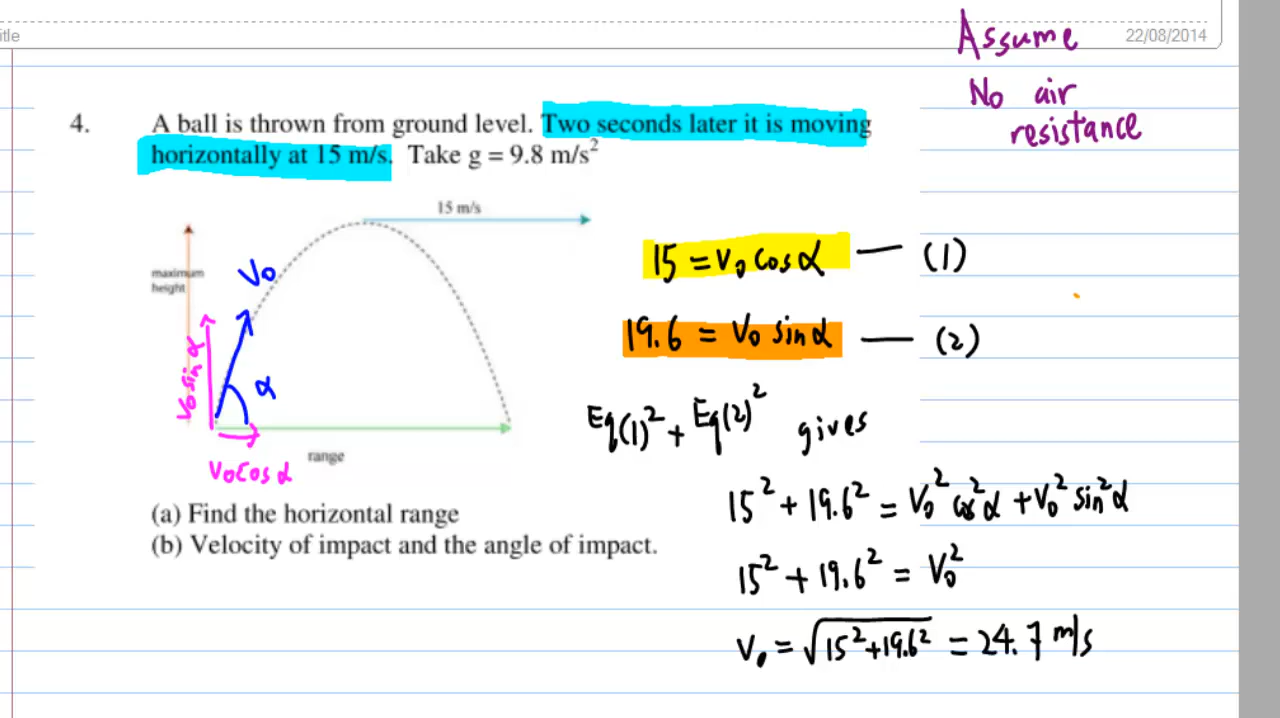 itle
Assume
22/08/2014
No air
resistance
4. A ball is thrown from ground level. Two seconds later it is moving
horizontally at 15 m/s. Take g = 9.8 m/s²
15 m/s
maximum
height
V₀
V₀ sin α
α
V₀ cos α
range
15 = V₀ cos α — (1)
19.6 = V₀ sin α — (2)
Eq(1)² + Eq(2)² gives
15² + 19.6² = V₀² cos² α + V₀² sin² α
15² + 19.6² = V₀²
V₀ = √15² + 19.6² = 24.7 m/s
(a) Find the horizontal range
(b) Velocity of impact and the angle of impact.